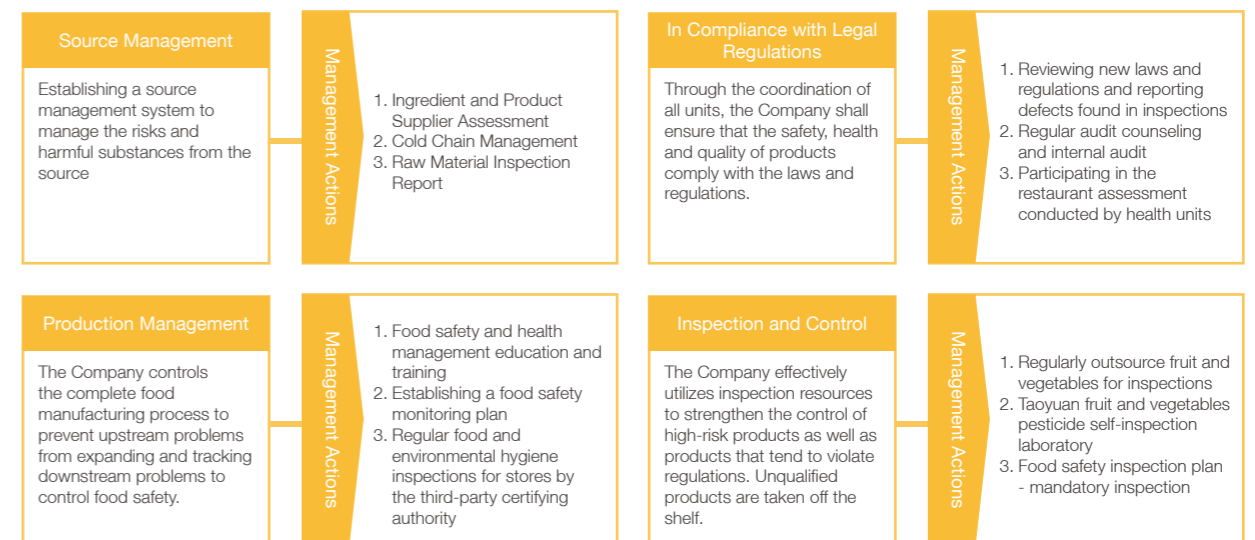 Source Management
Establishing a source
management system to
manage the risks and
harmful substances from the
source
Management Actions
1. Ingredient and Product
Supplier Assessment
2. Cold Chain Management
3. Raw Material Inspection
Report
In Compliance with Legal
Regulations
Through the coordination of
all units, the Company shall
ensure that the safety, health
and quality of products
comply with the laws and
regulations.
Management Actions
1. Reviewing new laws and
regulations and reporting
defects found in inspections
2. Regular audit counseling
and internal audit
3. Participating in the
restaurant assessment
conducted by health units
Production Management
The Company controls
the complete food
manufacturing process to
prevent upstream problems
from expanding and tracking
downstream problems to
control food safety.
Management Actions
1. Food safety and health
management education and
training
2. Establishing a food safety
monitoring plan
3. Regular food and
environmental hygiene
inspections for stores by
the third-party certifying
authority
Inspection and Control
The Company effectively
utilizes inspection resources
to strengthen the control of
high-risk products as well as
products that tend to violate
regulations. Unqualified
products are taken off the
shelf.
Management Actions
1. Regularly outsource fruit and
vegetables for inspections
2. Taoyuan fruit and vegetables
pesticide self-inspection
laboratory
3. Food safety inspection plan
- mandatory inspection